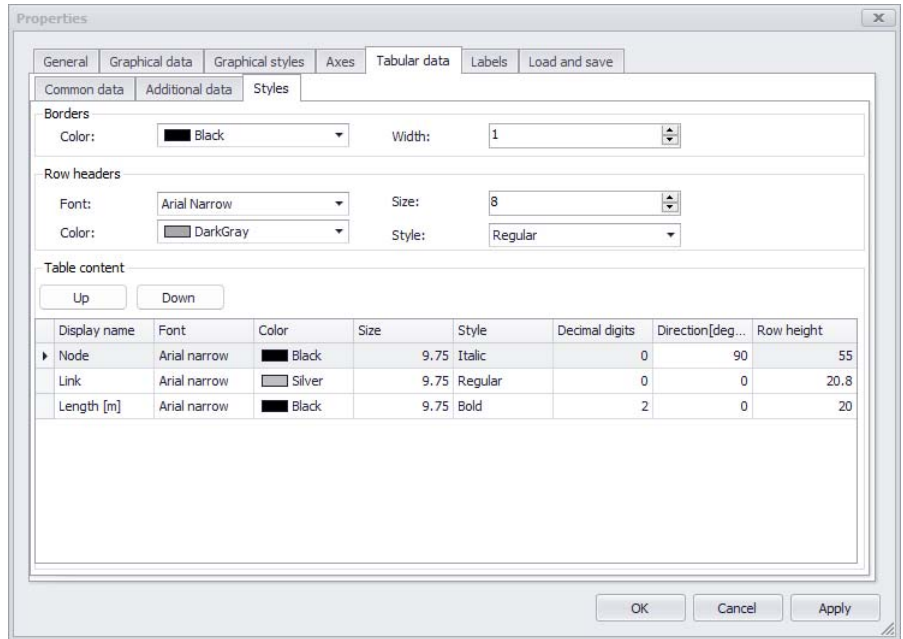 Properties
General Graphical data Graphical styles Axes Tabular data Labels Load and save
Common data Additional data Styles
Borders
Color: Black Width: 1
Row headers
Font: Arial Narrow Size: 8
Color: DarkGray Style: Regular
Table content
Up Down
Display name Font Color Size Style Decimal digits Direction[deg... Row height
Node Arial narrow Black 9.75 Italic 0 90 55
Link Arial narrow Silver 9.75 Regular 0 0 20.8
Length [m] Arial narrow Black 9.75 Bold 2 0 20
OK Cancel Apply